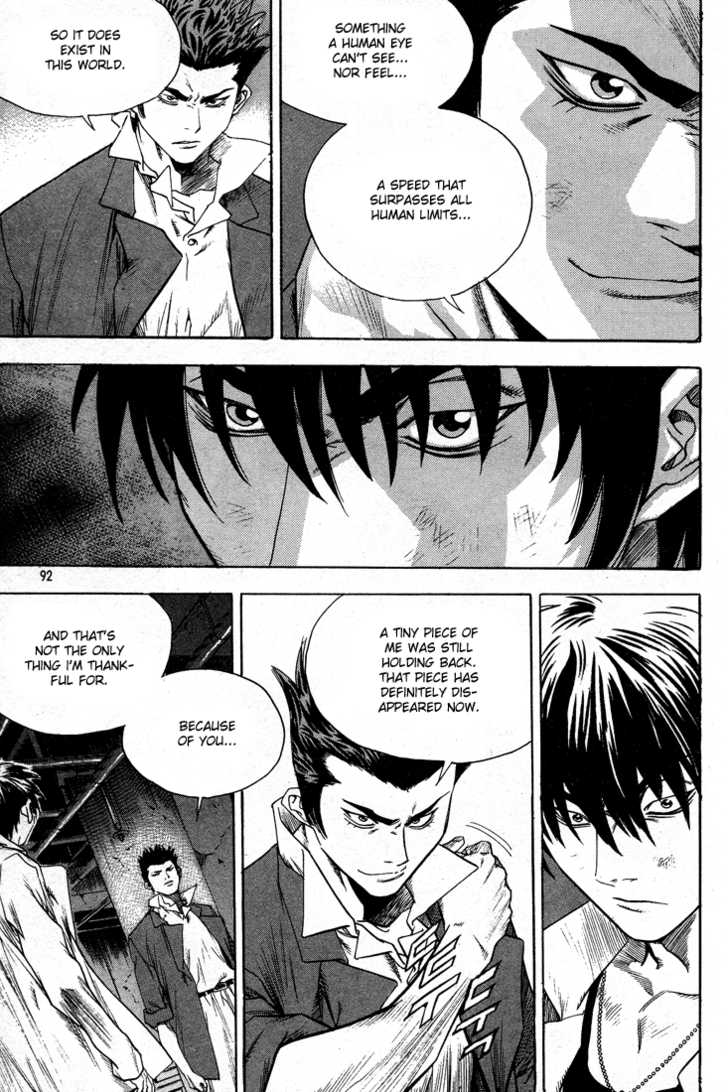 SO IT DOES
EXIST IN
THIS WORLD.
SOMETHING
A HUMAN EYE
CAN'T SEE...
NOR FEEL...
A SPEED THAT
SURPASSES ALL
HUMAN LIMITS...
92
AND THAT'S
NOT THE ONLY
THING I'M THANK-
FUL FOR.
BECAUSE
OF YOU...
A TINY PIECE OF
ME WAS STILL
HOLDING BACK.
THAT PIECE HAS
DEFINITELY DIS-
APPEARED NOW.